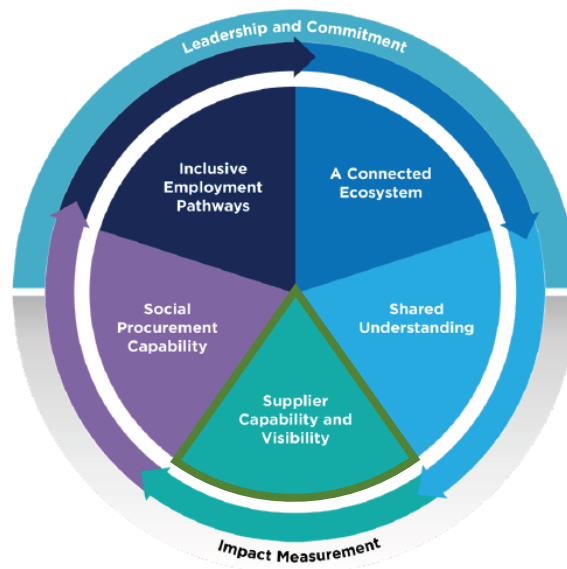 Leadership and Commitment
Inclusive
Employment
Pathways
A Connected
Ecosystem
Social
Procurement
Capability
Shared
Understanding
Supplier
Capability and
Visibility
Impact Measurement